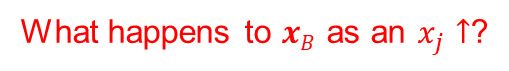 What happens to 𝒙_B as an x_j ↑?